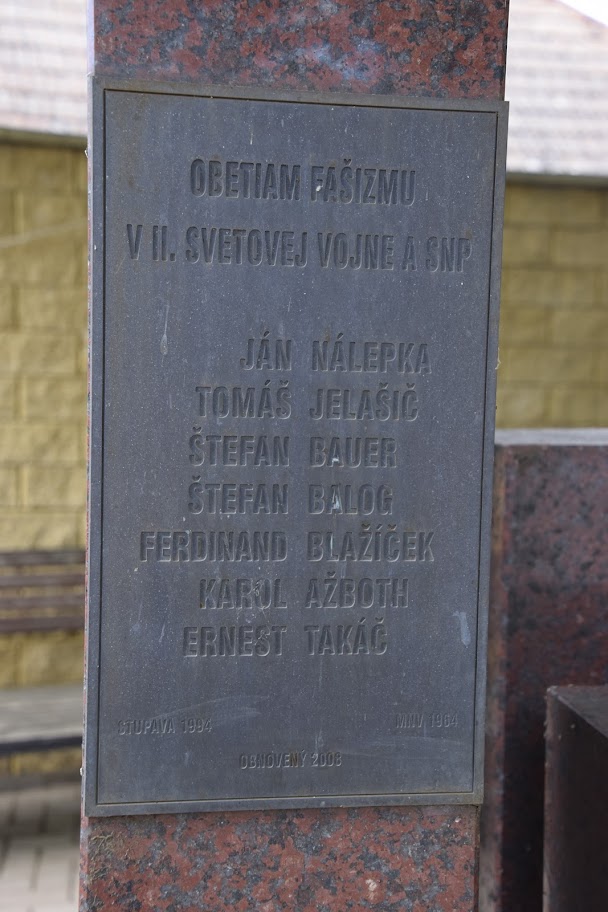 OBETIAM FAŠIZMU
V II. SVETOVEJ VOJNE A SNP
JÁN NÁLEPKA
TOMÁŠ JELAŠIČ
ŠTEFAN BAUER
ŠTEFAN BALOG
FERDINAND BLAŽÍČEK
KAROL AŽBOTH
ERNEST TAKÁČ
STUPAVA 1994 MNV 1964
OBNOVENÝ 2008